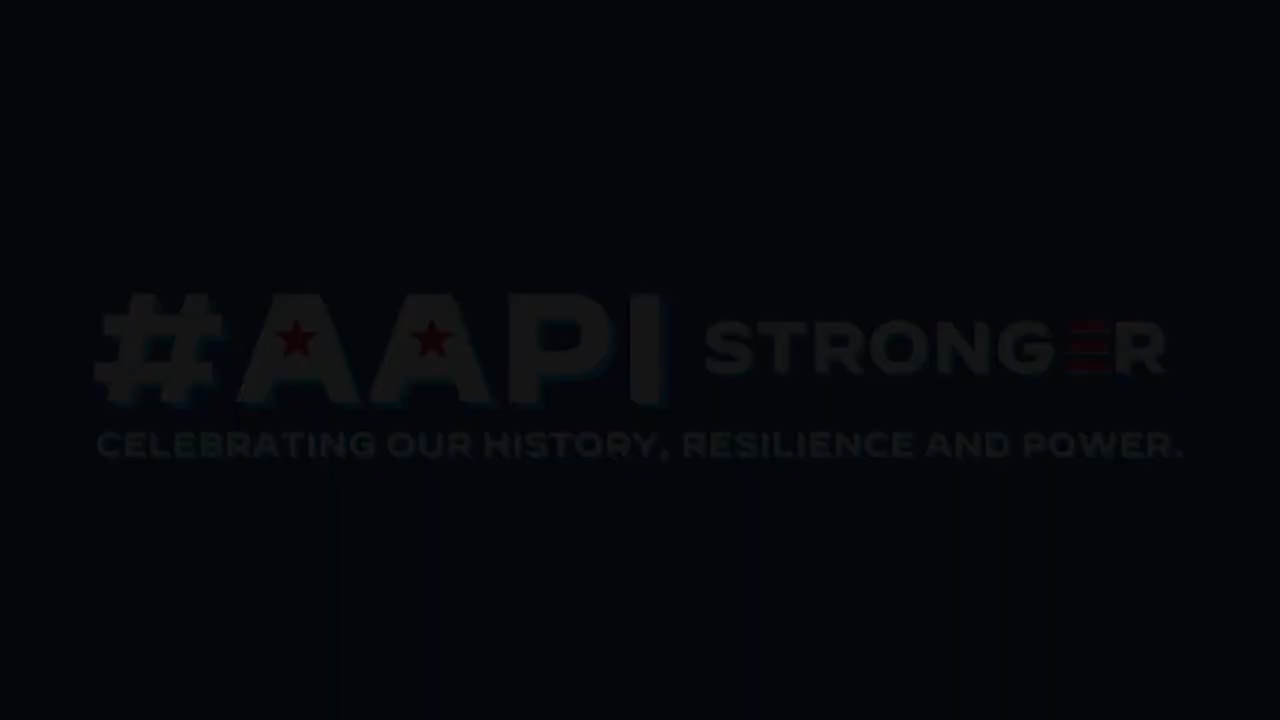 #AAPI STRONGER
CELEBRATING OUR HISTORY, RESILIENCE AND POWER.